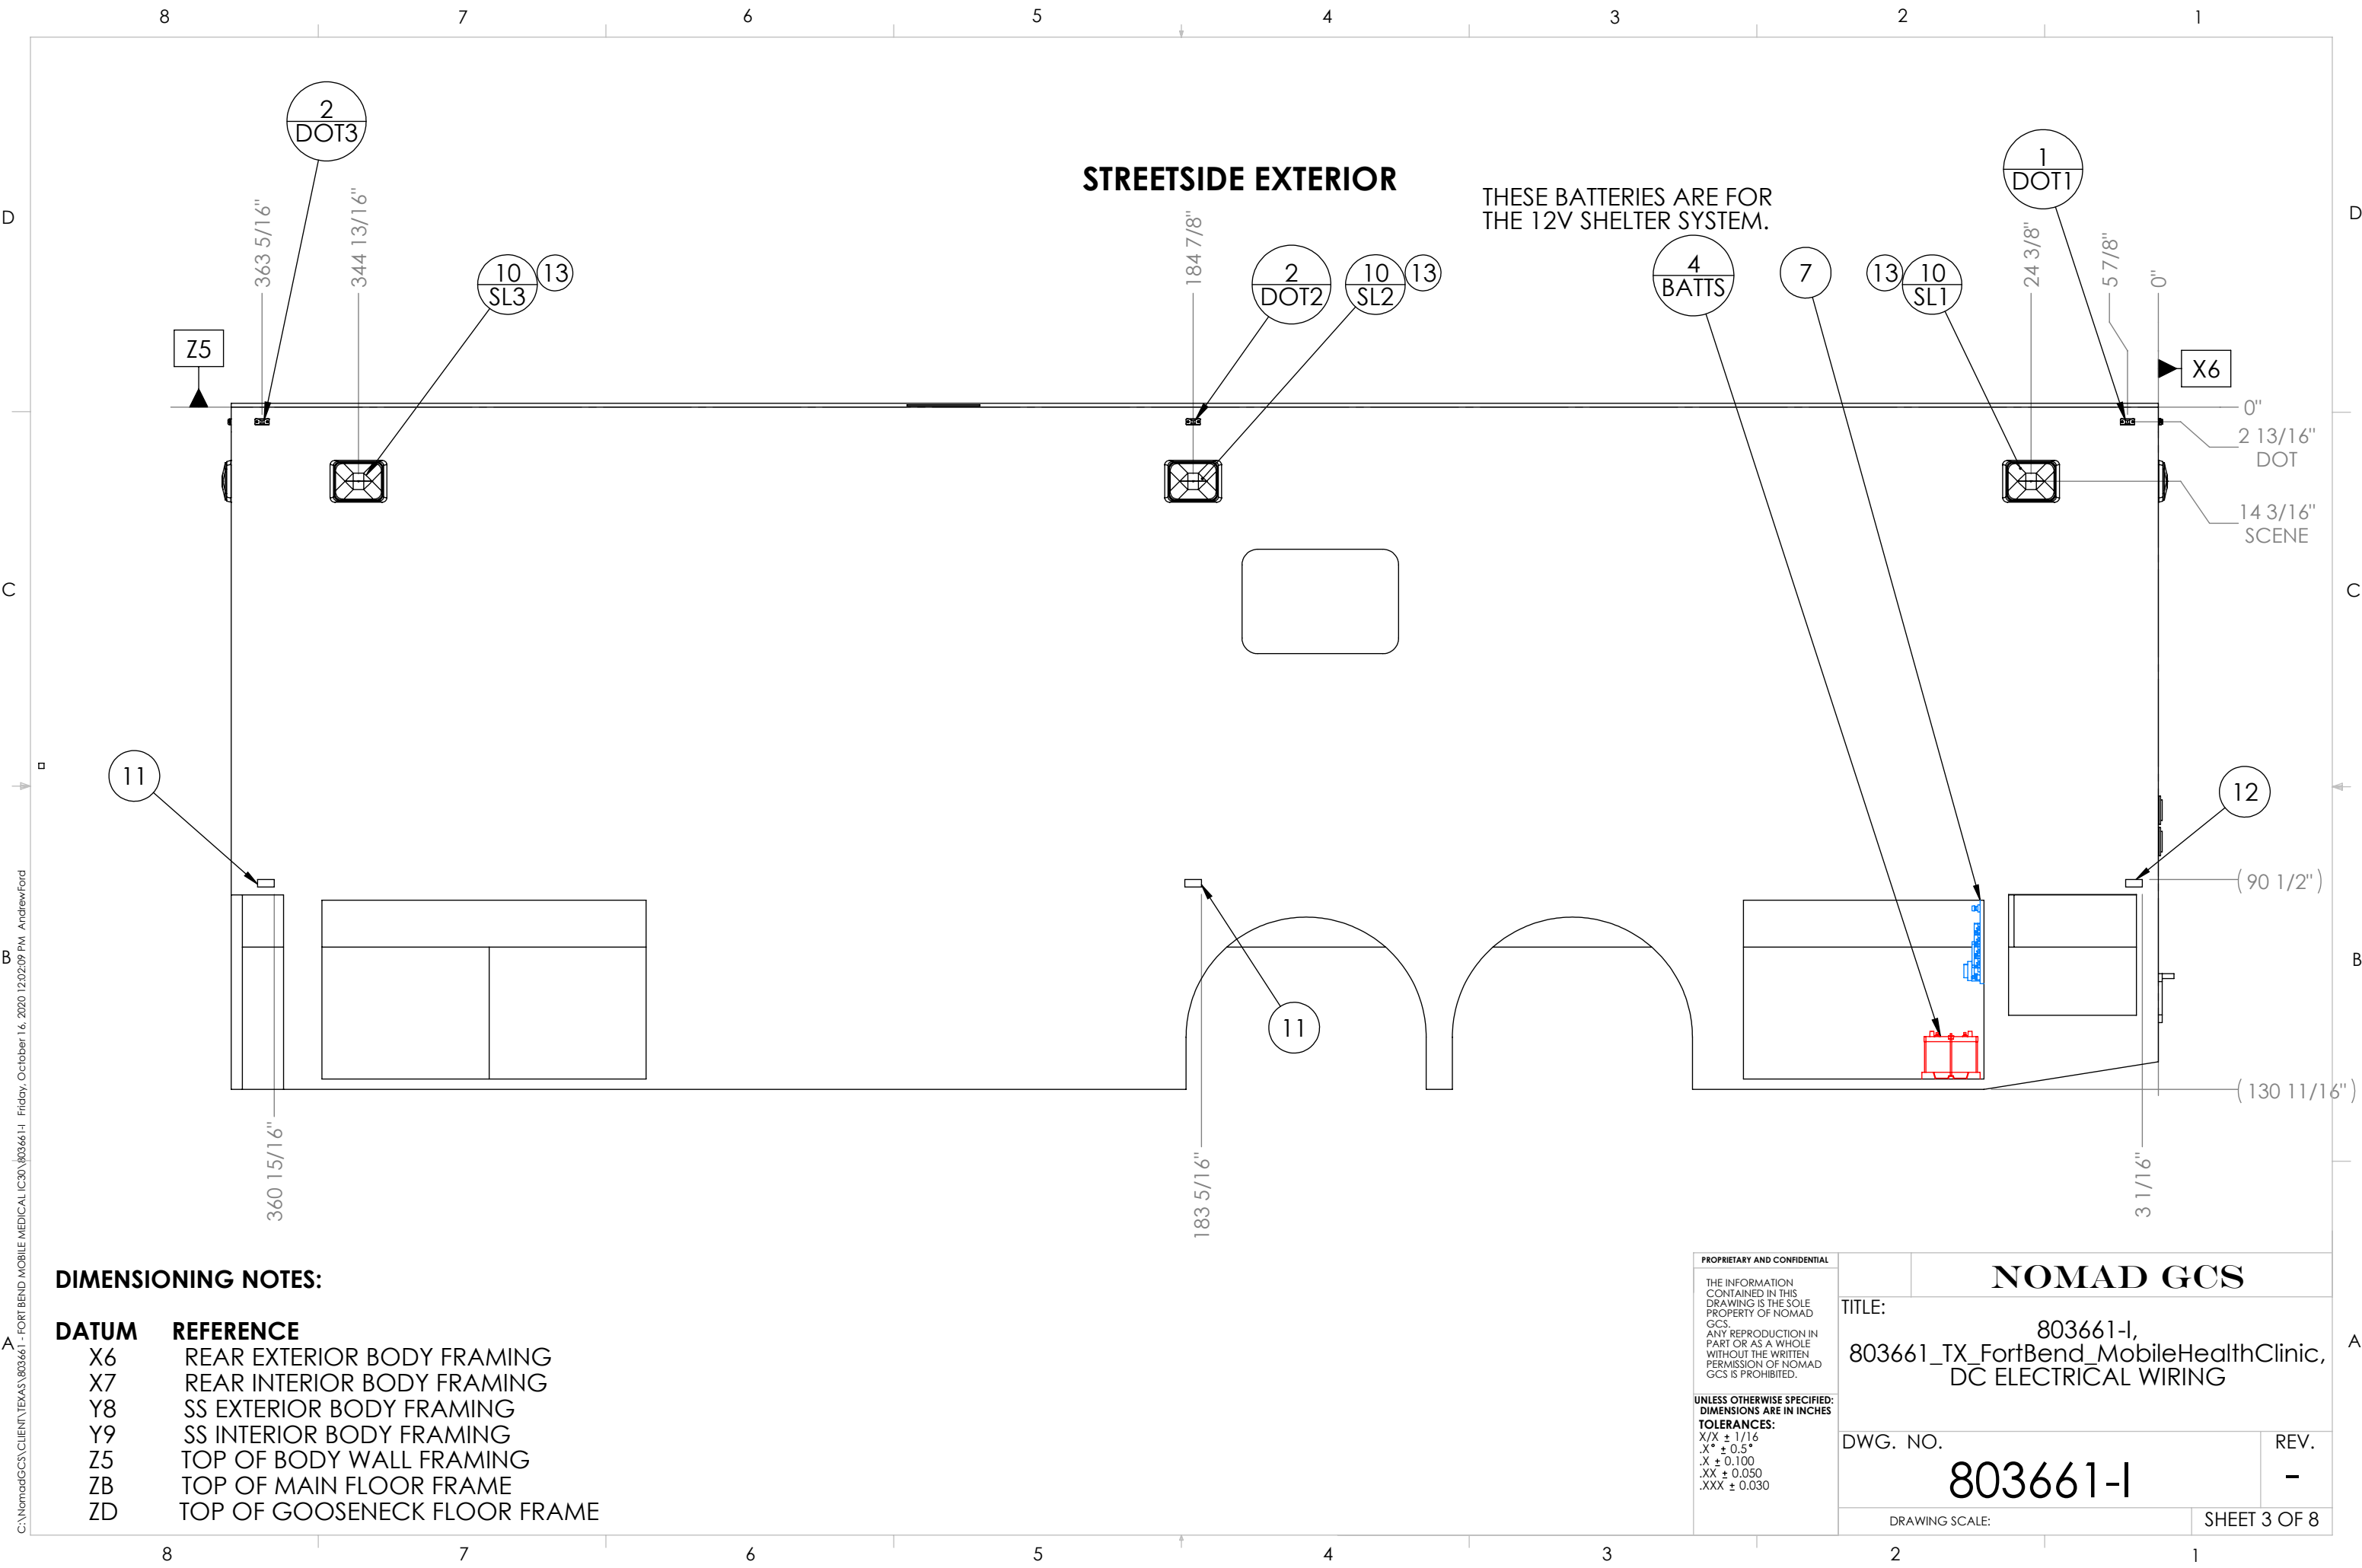 8 7 6 5 4 3 2 1
2
DOT3
STREETSIDE EXTERIOR
THESE BATTERIES ARE FOR
THE 12V SHELTER SYSTEM.
1
DOT1
D
D
363 5/16"
344 13/16"
184 7/8"
24 3/8"
5 7/8"
0"
10
SL3
13
2
DOT2
10
SL2
13
4
BATTS
7
13
10
SL1
Z5
X6
0"
2 13/16"
DOT
14 3/16"
SCENE
C
C
11
12
(90 1/2")
B
B
11
(130 11/16")
360 15/16"
183 5/16"
3 1/16"
C:\NomadGCS\CLIENT\TEXAS\803661 - FORT BEND MOBILE MEDICAL IC30\803661-I Friday, October 16, 2020 12:02:09 PM AndrewFord
DIMENSIONING NOTES:
DATUM REFERENCE
X6 REAR EXTERIOR BODY FRAMING
X7 REAR INTERIOR BODY FRAMING
Y8 SS EXTERIOR BODY FRAMING
Y9 SS INTERIOR BODY FRAMING
Z5 TOP OF BODY WALL FRAMING
ZB TOP OF MAIN FLOOR FRAME
ZD TOP OF GOOSENECK FLOOR FRAME
A
A
PROPRIETARY AND CONFIDENTIAL
THE INFORMATION
CONTAINED IN THIS
DRAWING IS THE SOLE
PROPERTY OF NOMAD
GCS.
ANY REPRODUCTION IN
PART OR AS A WHOLE
WITHOUT THE WRITTEN
PERMISSION OF NOMAD
GCS IS PROHIBITED.
UNLESS OTHERWISE SPECIFIED:
DIMENSIONS ARE IN INCHES
TOLERANCES:
X/X ± 1/16
.X° ± 0.5°
.X ± 0.100
.XX ± 0.050
.XXX ± 0.030
NOMAD GCS
TITLE:
803661-I,
803661_TX_FortBend_MobileHealthClinic,
DC ELECTRICAL WIRING
DWG. NO.
803661-I
REV.
-
DRAWING SCALE:
SHEET 3 OF 8
8 7 6 5 4 3 2 1